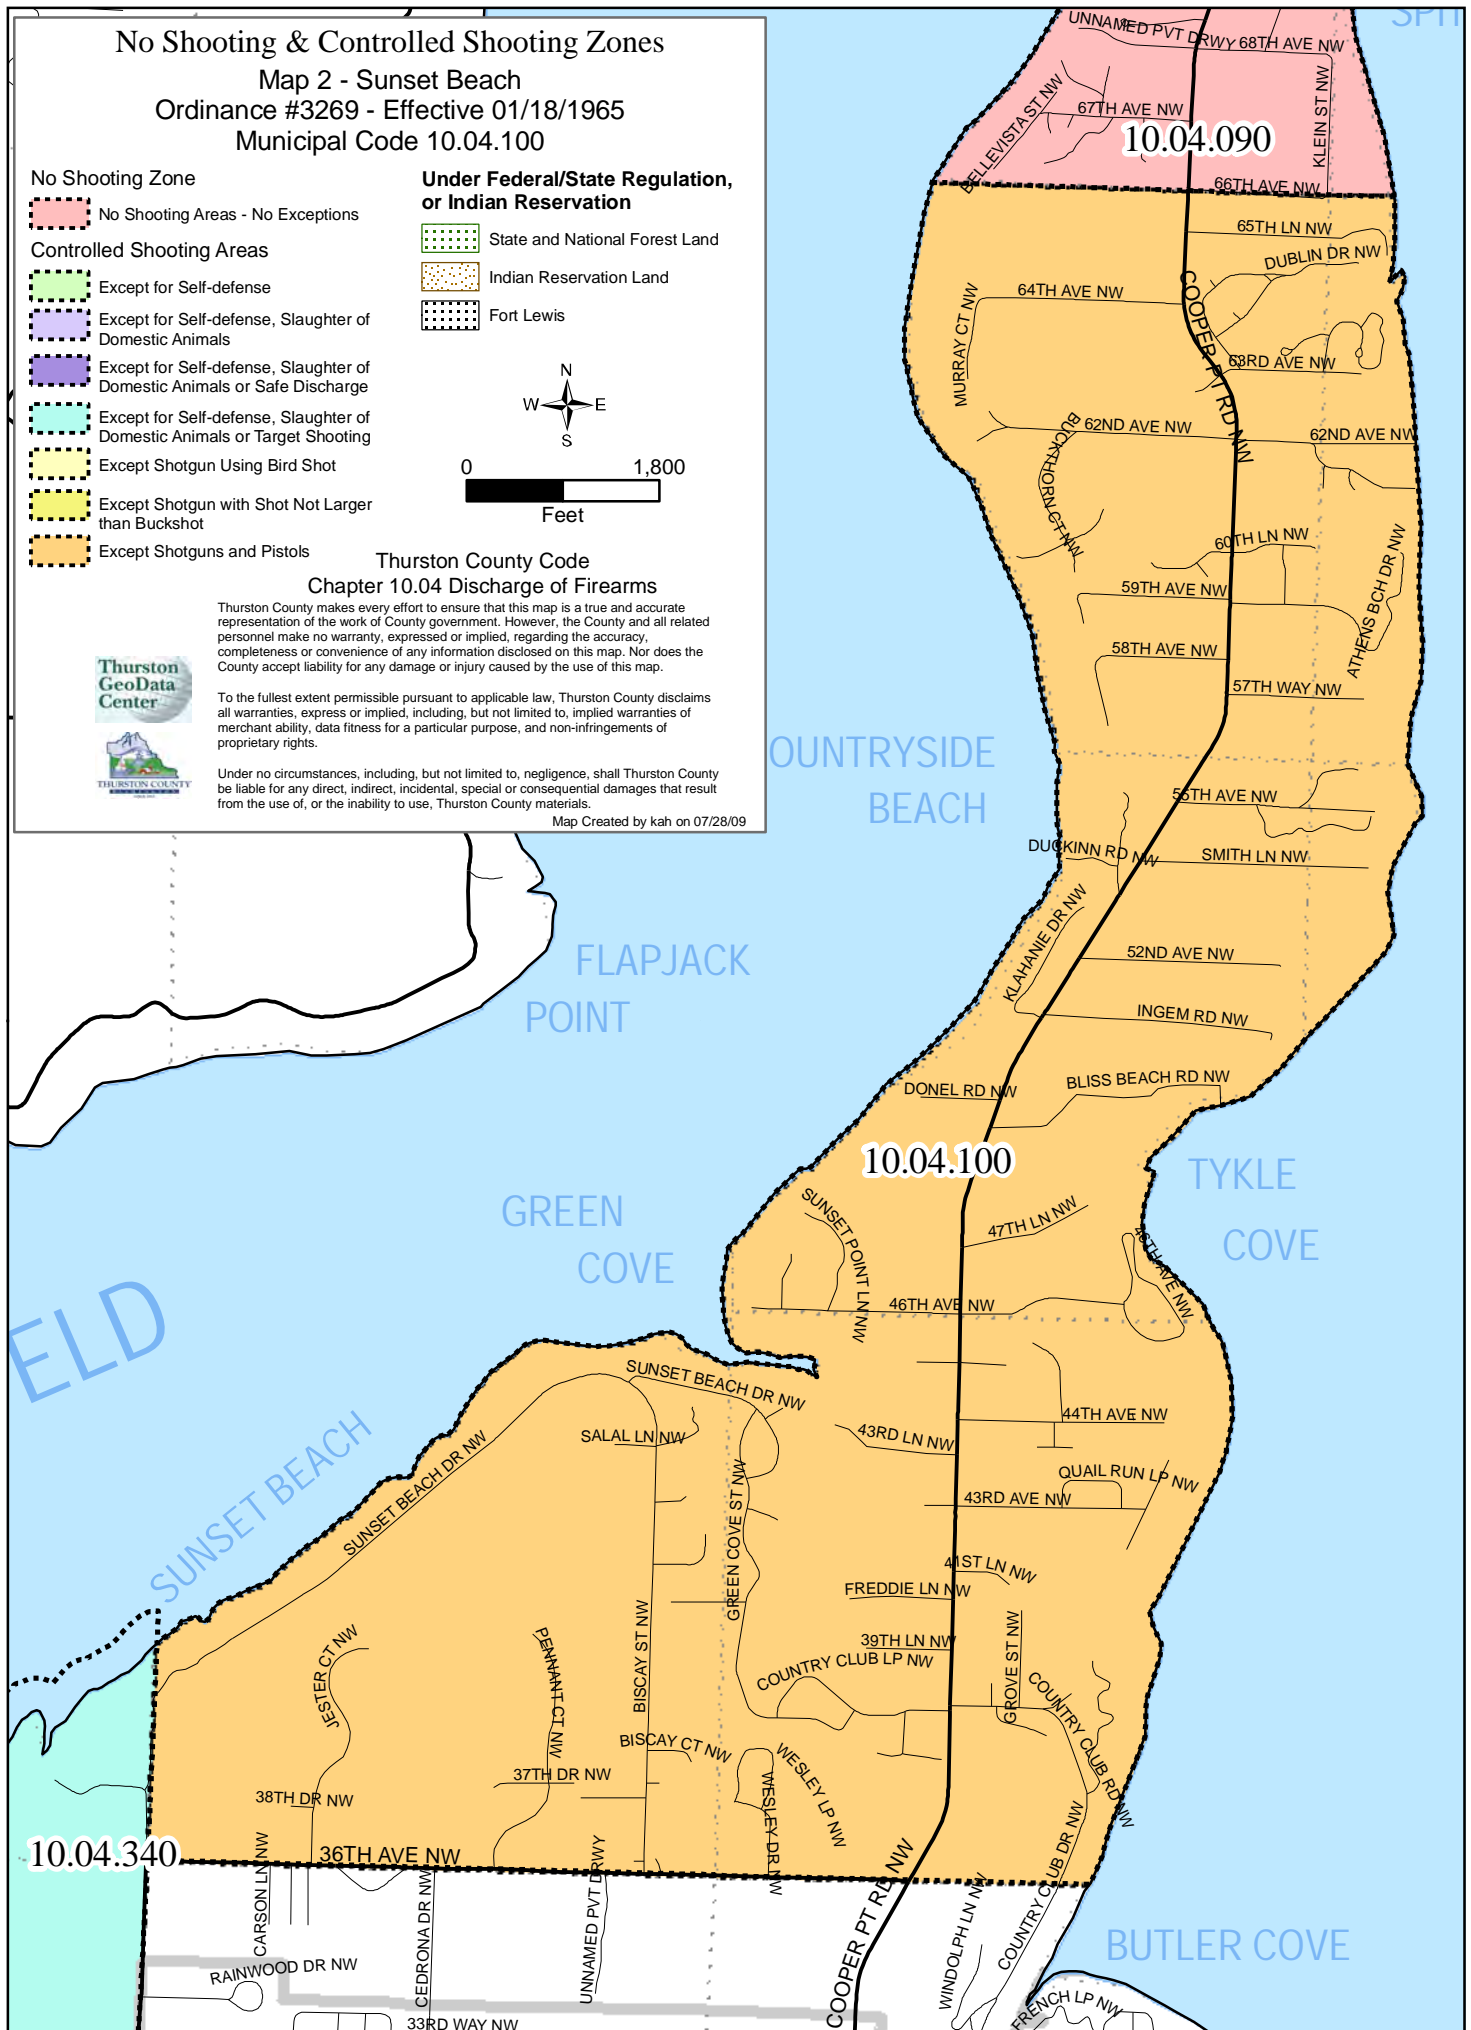 No Shooting & Controlled Shooting Zones
Map 2 - Sunset Beach
Ordinance #3269 - Effective 01/18/1965
Municipal Code 10.04.100
No Shooting Zone
No Shooting Areas - No Exceptions
Controlled Shooting Areas
Except for Self-defense
Except for Self-defense, Slaughter of
Domestic Animals
Except for Self-defense, Slaughter of
Domestic Animals or Safe Discharge
Except for Self-defense, Slaughter of
Domestic Animals or Target Shooting
Except Shotgun Using Bird Shot
Except Shotgun with Shot Not Larger
than Buckshot
Except Shotguns and Pistols
Under Federal/State Regulation,
or Indian Reservation
State and National Forest Land
Indian Reservation Land
Fort Lewis
N
W
E
S
0
1,800
Feet
Thurston County Code
Chapter 10.04 Discharge of Firearms
Thurston County makes every effort to ensure that this map is a true and accurate
representation of the work of County government. However, the County and all related
personnel make no warranty, expressed or implied, regarding the accuracy,
completeness or convenience of any information disclosed on this map. Nor does the
County accept liability for any damage or injury caused by the use of this map.
To the fullest extent permissible pursuant to applicable law, Thurston County disclaims
all warranties, express or implied, including, but not limited to, implied warranties of
merchant ability, data fitness for a particular purpose, and non-infringements of
proprietary rights.
Under no circumstances, including, but not limited to, negligence, shall Thurston County
be liable for any direct, indirect, incidental, special or consequential damages that result
from the use of, or the inability to use, Thurston County materials.
Map Created by kah on 07/28/09
Thurston
GeoData
Center
THURSTON COUNTY
UNNAMED PVT DRWY
68TH AVE NW
BELLEVISTA ST NW
67TH AVE NW
KLEIN ST NW
10.04.090
66TH AVE NW
65TH LN NW
DUBLIN DR NW
64TH AVE NW
MURRAY CT NW
COOPER PT RD NW
63RD AVE NW
62ND AVE NW
62ND AVE NW
BUCKTHORN CT NW
60TH LN NW
59TH AVE NW
ATHENS BCH DR NW
58TH AVE NW
57TH WAY NW
OUNTRYSIDE
BEACH
55TH AVE NW
DUCKINN RD NW
SMITH LN NW
KLAHANIE DR NW
52ND AVE NW
FLAPJACK
POINT
INGEM RD NW
DONEL RD NW
BLISS BEACH RD NW
10.04.100
TYKLE
COVE
GREEN
COVE
SUNSET POINT LN NW
47TH LN NW
46TH AVE NW
46TH AVE NW
ELD
SUNSET BEACH DR NW
SUNSET BEACH
SUNSET BEACH DR NW
SALAL LN NW
43RD LN NW
44TH AVE NW
QUAIL RUN LP NW
43RD AVE NW
GREEN COVE ST NW
41ST LN NW
FREDDIE LN NW
39TH LN NW
GROVE ST NW
COUNTRY CLUB LP NW
COUNTRY CLUB RD NW
JESTER CT NW
PENNANT CT NW
BISCAY ST NW
BISCAY CT NW
WESLEY LP NW
WESLEY DR NW
37TH DR NW
38TH DR NW
10.04.340
36TH AVE NW
COUNTRY CLUB DR NW
CARSON LN NW
CEDRONA DR NW
UNNAMED PVT DRWY
COOPER PT RD NW
WINDOLPH LN NW
BUTLER COVE
RAINWOOD DR NW
33RD WAY NW
FRENCH LP NW